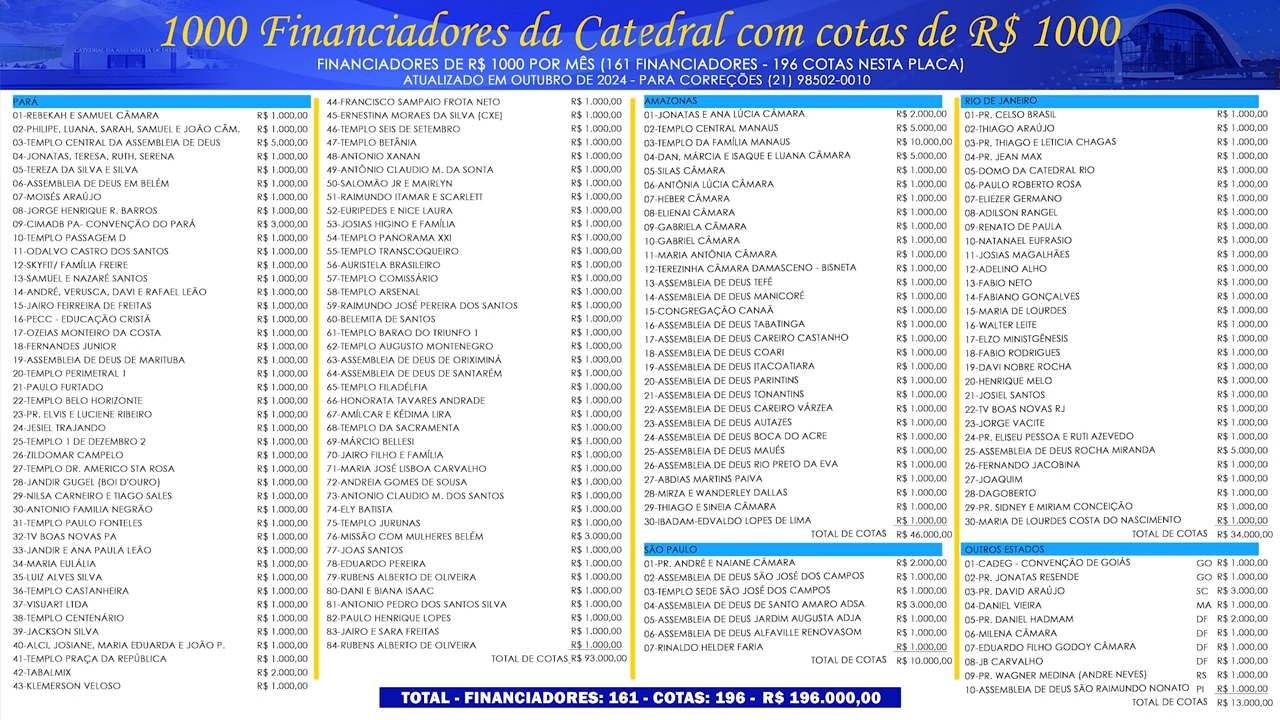 1000 Financiadores da Catedral com cotas de R$ 1000
FINANCIADORES DE R$ 1000 POR MÊS (161 FINANCIADORES - 196 COTAS NESTA PLACA)
ATUALIZADO EM OUTUBRO DE 2024 - PARA CORREÇÕES (21) 98502-0010
PARÁ
01-REBEKAH E SAMUEL CÂMARA R$ 1.000,00
02-PHILIPE, LUANA, SARAH, SAMUEL E JOÃO CÂM. R$ 1.000,00
03-TEMPLO CENTRAL DA ASSEMBLEIA DE DEUS R$ 5.000,00
04-JONATAS, TERESA, RUTH, SERENA R$ 1.000,00
05-TEREZA DA SILVA E SILVA R$ 1.000,00
06-ASSEMBLEIA DE DEUS EM BELÉM R$ 1.000,00
07-MOISÉS ARAÚJO R$ 1.000,00
08-JORGE HENRIQUE R. BARROS R$ 1.000,00
09-CIMADB PA- CONVENÇÃO DO PARÁ R$ 3.000,00
10-TEMPLO PASSAGEM D R$ 1.000,00
11-ODALVO CASTRO DOS SANTOS R$ 1.000,00
12-SKYFIT/ FAMÍLIA FREIRE R$ 1.000,00
13-SAMUEL E NAZARÉ SANTOS R$ 1.000,00
14-ANDRÉ, VERUSCA, DAVI E RAFAEL LEÃO R$ 1.000,00
15-JAIRO FEIRREIRA DE FREITAS R$ 1.000,00
16-PECC - EDUCAÇÃO CRISTÃ R$ 1.000,00
17-OZEIAS MONTEIRO DA COSTA R$ 1.000,00
18-FERNANDES JUNIOR R$ 1.000,00
19-ASSEMBLEIA DE DEUS DE MARITUBA R$ 1.000,00
20-TEMPLO PERIMETRAL 1 R$ 1.000,00
21-PAULO FURTADO R$ 1.000,00
22-TEMPLO BELO HORIZONTE R$ 1.000,00
23-PR. ELVIS E LUCIENE RIBEIRO R$ 1.000,00
24-JESIEL TRAJANDO R$ 1.000,00
25-TEMPLO 1 DE DEZEMBRO 2 R$ 1.000,00
26-ZILDOMAR CAMPELO R$ 1.000,00
27-TEMPLO DR. AMERICO STA ROSA R$ 1.000,00
28-JANDIR GUGEL (BOI D'OURO) R$ 1.000,00
29-NILSA CARNEIRO E TIAGO SALES R$ 1.000,00
30-ANTONIO FAMILIA NEGRÃO R$ 1.000,00
31-TEMPLO PAULO FONTELES R$ 1.000,00
32-TV BOAS NOVAS PA R$ 1.000,00
33-JANDIR E ANA PAULA LEÃO R$ 1.000,00
34-MARIA EULÁLIA R$ 1.000,00
35-LUIZ ALVES SILVA R$ 1.000,00
36-TEMPLO CASTANHEIRA R$ 1.000,00
37-VISUART LTDA R$ 1.000,00
38-TEMPLO CENTENÁRIO R$ 1.000,00
39-JACKSON SILVA R$ 1.000,00
40-ALCI, JOSIANE, MARIA EDUARDA E JOÃO P. R$ 1.000,00
41-TEMPLO PRAÇA DA REPÚBLICA R$ 1.000,00
42-TABALMIX R$ 2.000,00
43-KLEMERSON VELOSO R$ 1.000,00
44-FRANCISCO SAMPAIO FROTA NETO R$ 1.000,00
45-ERNESTINA MORAES DA SILVA (CXE) R$ 1.000,00
46-TEMPLO SEIS DE SETEMBRO R$ 1.000,00
47-TEMPLO BETÂNIA R$ 1.000,00
48-ANTONIO XANAN R$ 1.000,00
49-ANTÔNIO CLAUDIO M. DA SONTA R$ 1.000,00
50-SALOMÃO JR E MAIRLYN R$ 1.000,00
51-RAIMUNDO ITAMAR E SCARLETT R$ 1.000,00
52-EURIPEDES E NICE LAURA R$ 1.000,00
53-JOSIAS HIGINO E FAMÍLIA R$ 1.000,00
54-TEMPLO PANORAMA XXI R$ 1.000,00
55-TEMPLO TRANSCOQUEIRO R$ 1.000,00
56-AURISTELA BRASILEIRO R$ 1.000,00
57-TEMPLO COMISSÁRIO R$ 1.000,00
58-TEMPLO ARSENAL R$ 1.000,00
59-RAIMUNDO JOSÉ PEREIRA DOS SANTOS R$ 1.000,00
60-BELEMITA DE SANTOS R$ 1.000,00
61-TEMPLO BARAO DO TRIUNFO 1 R$ 1.000,00
62-TEMPLO AUGUSTO MONTENEGRO R$ 1.000,00
63-ASSEMBLEIA DE DEUS DE ORIXIMINÁ R$ 1.000,00
64-ASSEMBLEIA DE DEUS DE SANTARÉM R$ 1.000,00
65-TEMPLO FILADÉLFIA R$ 1.000,00
66-HONORATA TAVARES ANDRADE R$ 1.000,00
67-AMÍLCAR E KÉDIMA LIRA R$ 1.000,00
68-TEMPLO DA SACRAMENTA R$ 1.000,00
69-MÁRCIO BELLESI R$ 1.000,00
70-JAIRO FILHO E FAMÍLIA R$ 1.000,00
71-MARIA JOSÉ LISBOA CARVALHO R$ 1.000,00
72-ANDREIA GOMES DE SOUSA R$ 1.000,00
73-ANTONIO CLAUDIO M. DOS SANTOS R$ 1.000,00
74-ELY BATISTA R$ 1.000,00
75-TEMPLO JURUNAS R$ 1.000,00
76-MISSÃO COM MULHERES BELÉM R$ 3.000,00
77-JOAS SANTOS R$ 1.000,00
78-EDUARDO PEREIRA R$ 1.000,00
79-RUBENS ALBERTO DE OLIVEIRA R$ 1.000,00
80-DANI E BIANA ISAAC R$ 1.000,00
81-ANTONIO PEDRO DOS SANTOS SILVA R$ 1.000,00
82-PAULO HENRIQUE LOPES R$ 1.000,00
83-JAIRO E SARA FREITAS R$ 1.000,00
84-RUBENS ALBERTO DE OLIVEIRA R$ 1.000,00
TOTAL DE COTAS R$ 93.000,00
AMAZONAS
01-JONATAS E ANA LÚCIA CÂMARA R$ 2.000,00
02-TEMPLO CENTRAL MANAUS R$ 5.000,00
03-TEMPLO DA FAMÍLIA MANAUS R$ 10.000,00
04-DAN, MÁRCIA E ISAQUE E LUANA CÂMARA R$ 5.000,00
05-SILAS CÂMARA R$ 1.000,00
06-ANTÔNIA LÚCIA CÂMARA R$ 1.000,00
07-HEBER CÂMARA R$ 1.000,00
08-ELIENAI CÂMARA R$ 1.000,00
09-GABRIELA CÂMARA R$ 1.000,00
10-GABRIEL CÂMARA R$ 1.000,00
11-MARIA ANTÔNIA CÂMARA R$ 1.000,00
12-TEREZINHA CÂMARA DAMASCENO - BISNETA R$ 1.000,00
13-ASSEMBLEIA DE DEUS TEFÉ R$ 1.000,00
14-ASSEMBLEIA DE DEUS MANICORÉ R$ 1.000,00
15-CONGREGAÇÃO CANAÃ R$ 1.000,00
16-ASSEMBLEIA DE DEUS TABATINGA R$ 1.000,00
17-ASSEMBLEIA DE DEUS CAREIRO CASTANHO R$ 1.000,00
18-ASSEMBLEIA DE DEUS COARI R$ 1.000,00
19-ASSEMBLEIA DE DEUS ITACOATIARA R$ 1.000,00
20-ASSEMBLEIA DE DEUS PARINTINS R$ 1.000,00
21-ASSEMBLEIA DE DEUS TONANTINS R$ 1.000,00
22-ASSEMBLEIA DE DEUS CAREIRO VÁRZEA R$ 1.000,00
23-ASSEMBLEIA DE DEUS AUTAZES R$ 1.000,00
24-ASSEMBLEIA DE DEUS BOCA DO ACRE R$ 1.000,00
25-ASSEMBLEIA DE DEUS MAUÉS R$ 1.000,00
26-ASSEMBLEIA DE DEUS RIO PRETO DA EVA R$ 1.000,00
27-ABDIAS MARTINS PAIVA R$ 1.000,00
28-MIRZA E WANDERLEY DALLAS R$ 1.000,00
29-THIAGO E SINEIA CÂMARA R$ 1.000,00
30-IBADAM-EDVALDO LOPES DE LIMA R$ 1.000,00
TOTAL DE COTAS R$ 46.000,00
SÃO PAULO
01-PR. ANDRÉ E NAIANE CÂMARA R$ 2.000,00
02-ASSEMBLEIA DE DEUS SÃO JOSÉ DOS CAMPOS R$ 1.000,00
03-TEMPLO SEDE SÃO JOSÉ DOS CAMPOS R$ 1.000,00
04-ASSEMBLEIA DE DEUS DE SANTO AMARO ADSA R$ 3.000,00
05-ASSEMBLEIA DE DEUS JARDIM AUGUSTA ADJA R$ 1.000,00
06-ASSEMBLEIA DE DEUS ALFAVILLE RENOVASOM R$ 1.000,00
07-RINALDO HELDER FARIA R$ 1.000,00
TOTAL DE COTAS R$ 10.000,00
RIO DE JANEIRO
01-PR. CELSO BRASIL R$ 1.000,00
02-THIAGO ARAÚJO R$ 1.000,00
03-PR. THIAGO E LETICIA CHAGAS R$ 1.000,00
04-PR. JEAN MAX R$ 1.000,00
05-DOMO DA CATEDRAL RIO R$ 1.000,00
06-PAULO ROBERTO ROSA R$ 1.000,00
07-ELIEZER GERMANO R$ 1.000,00
08-ADILSON RANGEL R$ 1.000,00
09-RENATO DE PAULA R$ 1.000,00
10-NATANAEL EUFRASIO R$ 1.000,00
11-JOSIAS MAGALHÃES R$ 1.000,00
12-ADELINO ALHO R$ 1.000,00
13-FABIO NETO R$ 1.000,00
14-FABIANO GONÇALVES R$ 1.000,00
15-MARIA DE LOURDES R$ 1.000,00
16-WALTER LEITE R$ 1.000,00
17-ELZO MINISTGÊNESIS R$ 1.000,00
18-FABIO RODRIGUES R$ 1.000,00
19-DAVI NOBRE ROCHA R$ 1.000,00
20-HENRIQUE MELO R$ 1.000,00
21-JOSIEL SANTOS R$ 1.000,00
22-TV BOAS NOVAS RJ R$ 1.000,00
23-JORGE VACITE R$ 1.000,00
24-PR. ELISEU PESSOA E RUTI AZEVEDO R$ 1.000,00
25-ASSEMBLEIA DE DEUS ROCHA MIRANDA R$ 5.000,00
26-FERNANDO JACOBINA R$ 1.000,00
27-JOAQUIM R$ 1.000,00
28-DAGOBERTO R$ 1.000,00
29-PR. SIDNEY E MIRIAM CONCEIÇÃO R$ 1.000,00
30-MARIA DE LOURDES COSTA DO NASCIMENTO R$ 1.000,00
TOTAL DE COTAS R$ 34.000,00
OUTROS ESTADOS
01-CADEG - CONVENÇÃO DE GOIÁS GO R$ 1.000,00
02-PR. JONATAS RESENDE GO R$ 1.000,00
03-PR. DAVID ARAÚJO SC R$ 3.000,00
04-DANIEL VIEIRA MA R$ 1.000,00
05-PR. DANIEL HADMAM DF R$ 2.000,00
06-MILENA CÂMARA DF R$ 1.000,00
07-EDUARDO FILHO GODOY CÂMARA DF R$ 1.000,00
08-JB CARVALHO DF R$ 1.000,00
09-PR. WAGNER MEDINA (ANDRE NEVES) RS R$ 1.000,00
10-ASSEMBLEIA DE DEUS SÃO RAIMUNDO NONATO PI R$ 1.000,00
TOTAL DE COTAS R$ 13.000,00
TOTAL - FINANCIADORES: 161 - COTAS: 196 - R$ 196.000,00